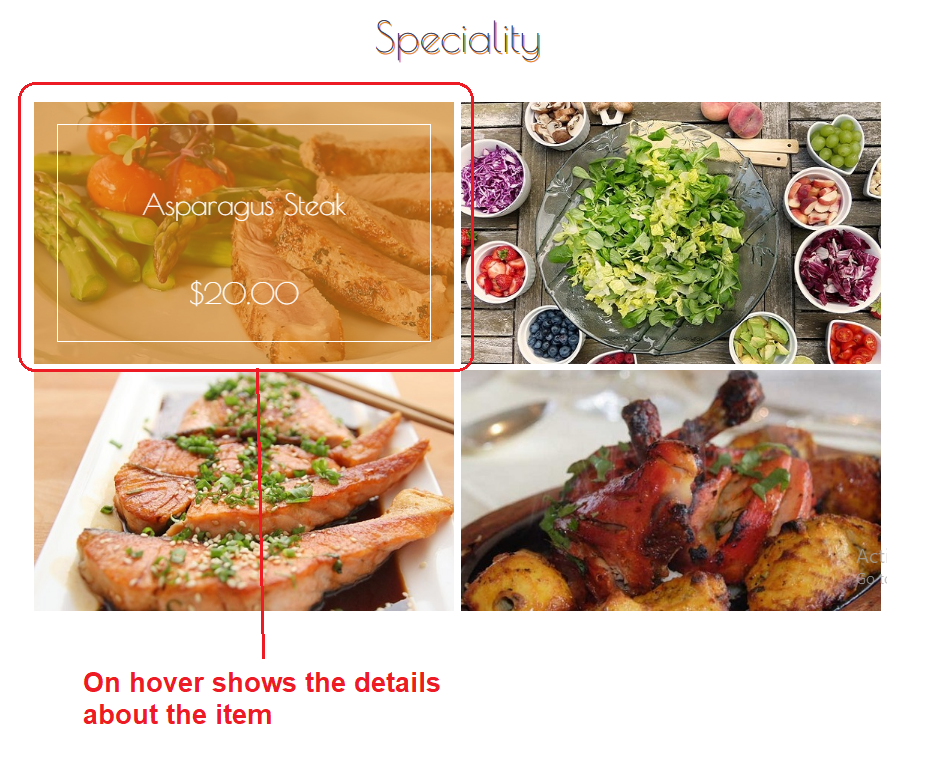 Speciality
Asparagus Steak
$20.00
On hover shows the details
about the item